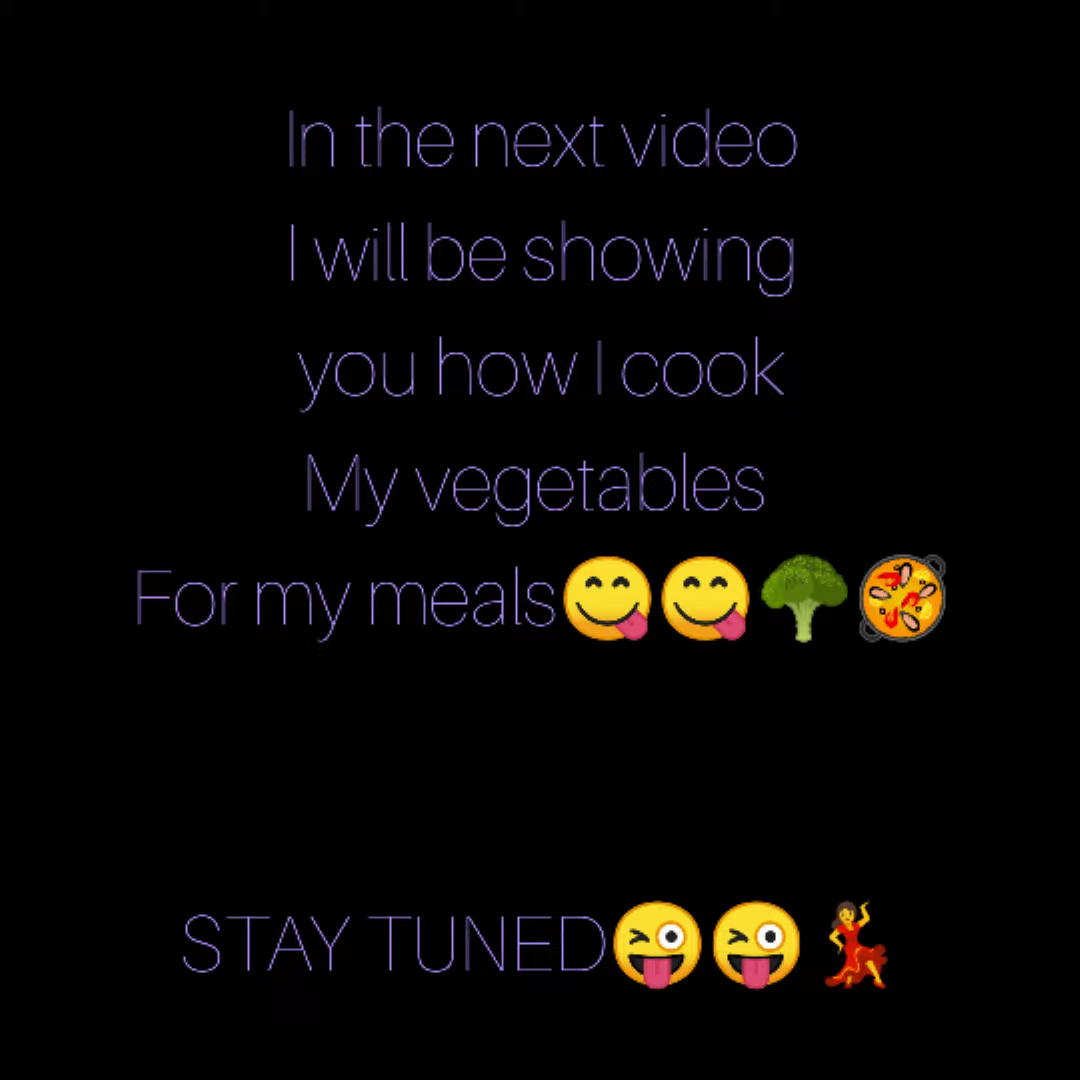 In the next video
I will be showing
you how I cook
My vegetables
For my meals😋😋🥦🥘
STAY TUNED😜😜💃